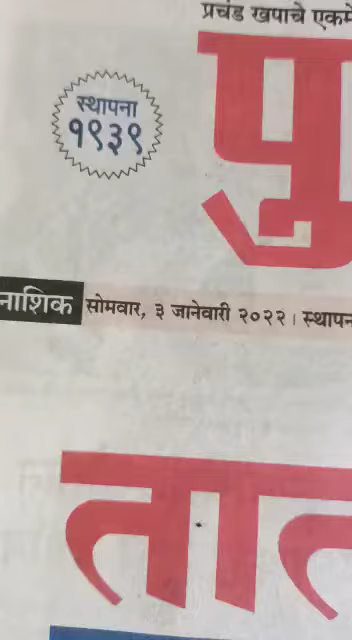 प्रचंड खपाचे एकमे
स्थापना
१९३९
पु
नाशिक सोमवार, ३ जानेवारी २०२२ । स्थापन
तात